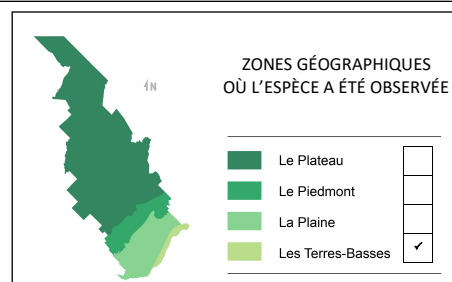 ZONES GÉOGRAPHIQUES
OÙ L'ESPÈCE A ÉTÉ OBSERVÉE
N
Le Plateau
Le Piedmont
La Plaine
Les Terres-Basses ✓